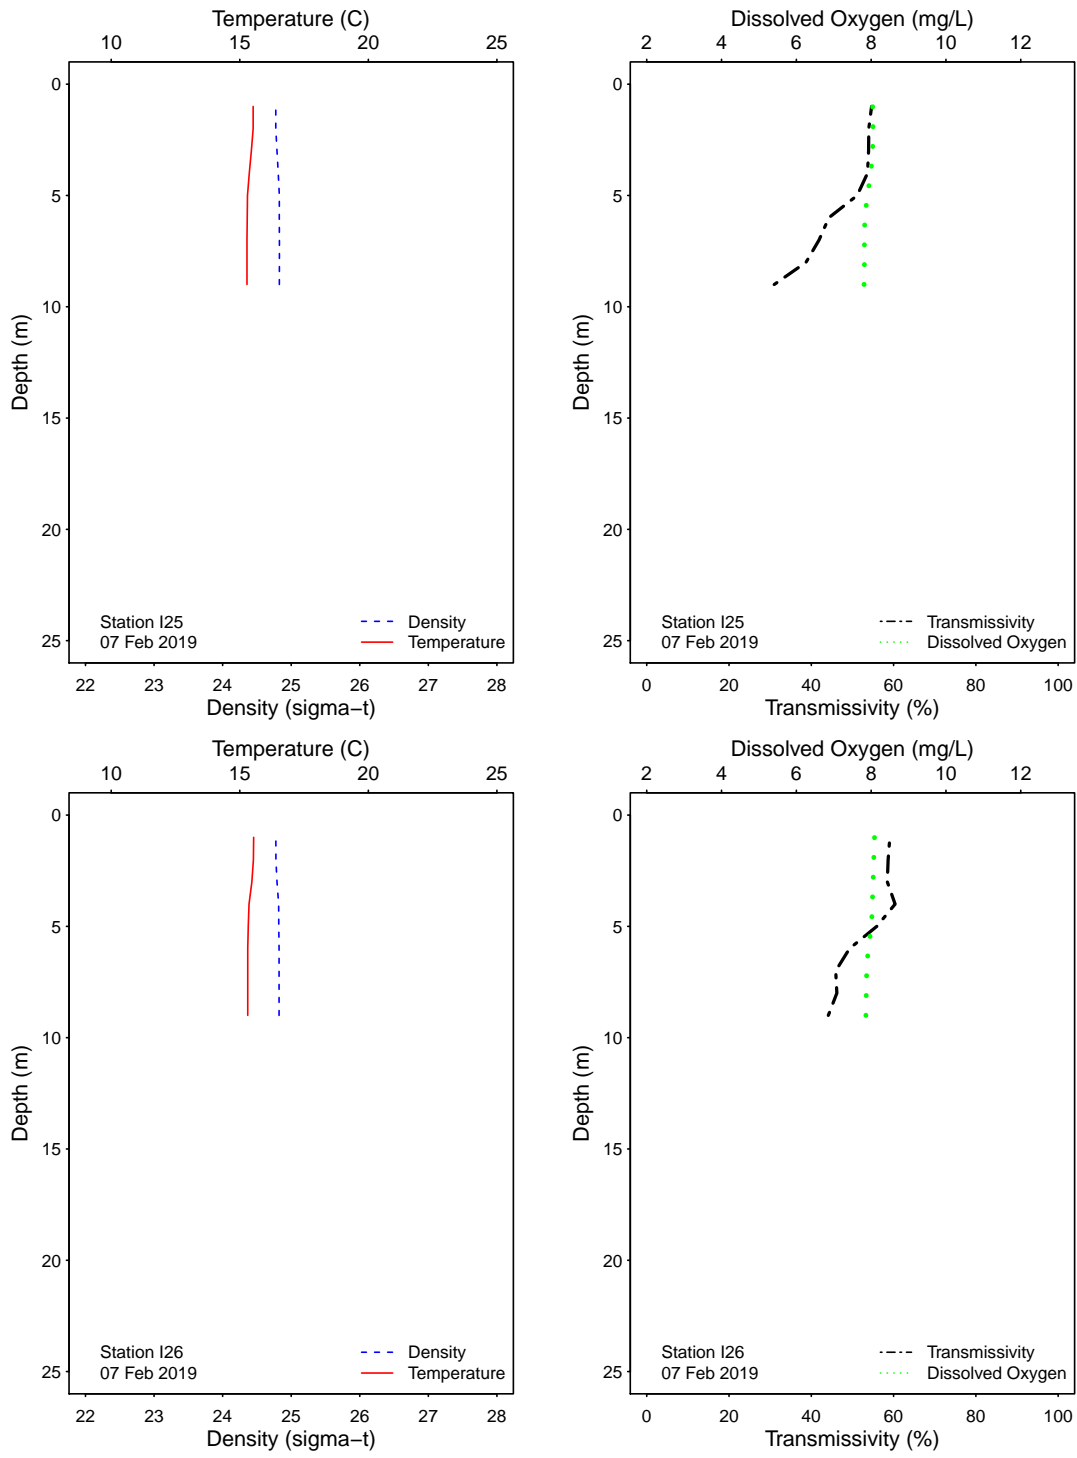 Temperature (C)
10 15 20 25
0
5
10
15
20
25
Depth (m)
Station I25
07 Feb 2019
Density
Temperature
22 23 24 25 26 27 28
Density (sigma−t)
Dissolved Oxygen (mg/L)
2 4 6 8 10 12
0
5
10
15
20
25
Depth (m)
Station I25
07 Feb 2019
Transmissivity
Dissolved Oxygen
0 20 40 60 80 100
Transmissivity (%)
Temperature (C)
10 15 20 25
0
5
10
15
20
25
Depth (m)
Station I26
07 Feb 2019
Density
Temperature
22 23 24 25 26 27 28
Density (sigma−t)
Dissolved Oxygen (mg/L)
2 4 6 8 10 12
0
5
10
15
20
25
Depth (m)
Station I26
07 Feb 2019
Transmissivity
Dissolved Oxygen
0 20 40 60 80 100
Transmissivity (%)